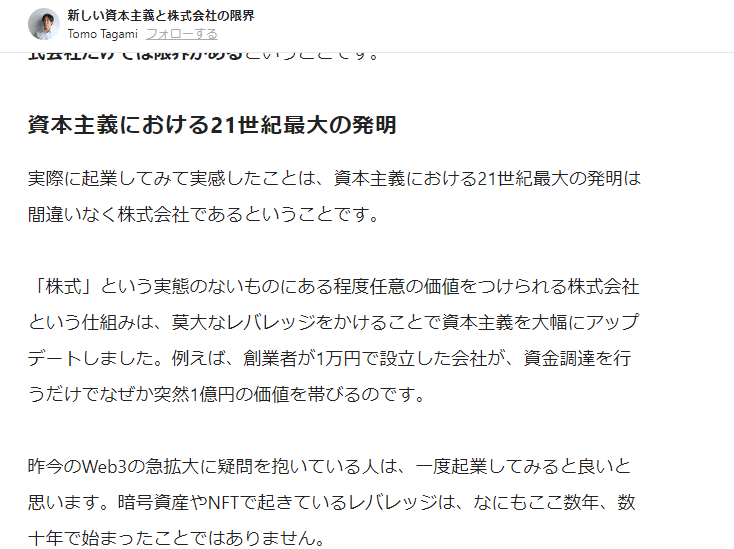 新しい資本主義と株式会社の限界
Tomo Tagami フォローする
式会社だけでは限界があるということです。
資本主義における21世紀最大の発明
実際に起業してみて実感したことは、資本主義における21世紀最大の発明は
間違いなく株式会社であるということです。
「株式」という実態のないものにある程度任意の価値をつけられる株式会社
という仕組みは、莫大なレバレッジをかけることで資本主義を大幅にアップ
デートしました。例えば、創業者が1万円で設立した会社が、資金調達を行
うだけでなぜか突然1億円の価値を帯びるのです。
昨今のWeb3の急拡大に疑問を抱いている人は、一度起業してみると良いと
思います。暗号資産やNFTで起きているレバレッジは、なにもここ数年、数
十年で始まったことではありません。